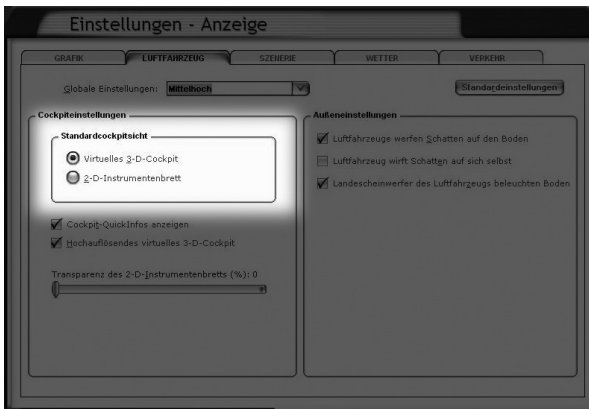 Einstellungen - Anzeige
GRAFIK LUFTFAHRZEUG SZENERIE WETTER VERKEHR
Globale Einstellungen: Mittelhoch Standardeinstellungen
Cockpiteinstellungen
Standardcockpitsicht
Virtuelles 3-D-Cockpit
2-D-Instrumentenbrett
Cockpit-QuickInfos anzeigen
Hochauflösendes virtuelles 3-D-Cockpit
Transparenz des 2-D-Instrumentenbretts (%): 0
Außeneinstellungen
Luftfahrzeuge werfen Schatten auf den Boden
Luftfahrzeug wirft Schatten auf sich selbst
Landescheinwerfer des Luftfahrzeugs beleuchten Boden